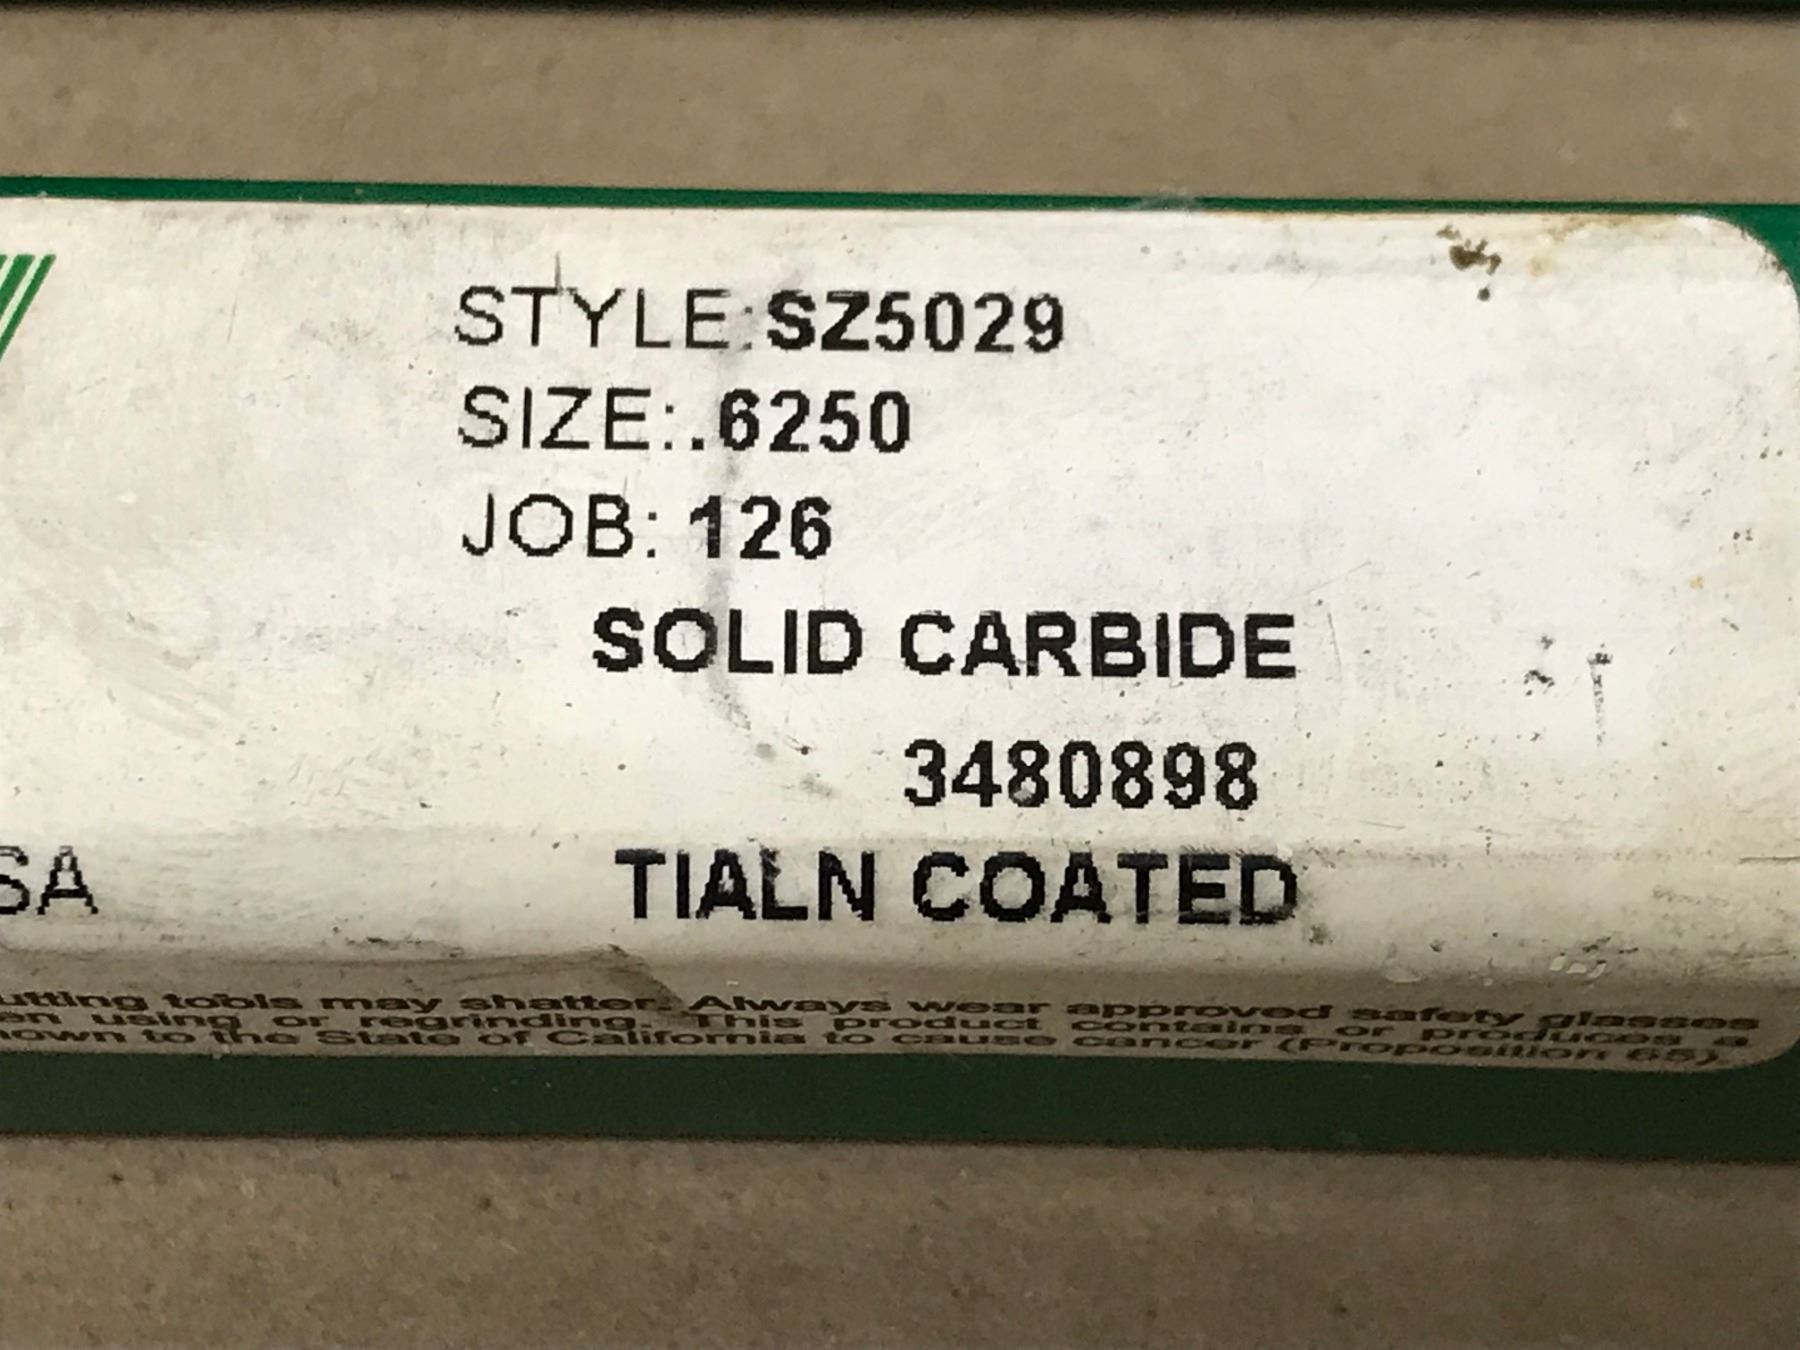 STYLE:SZ5029
SIZE:.6250
JOB: 126
SOLID CARBIDE
3480898
SA TIALN COATED
utting tools may shatter. Always wear approved safety glasses
en using or regrinding. This product contains or produces a
nown to the State of California to cause cancer (Proposition 65)